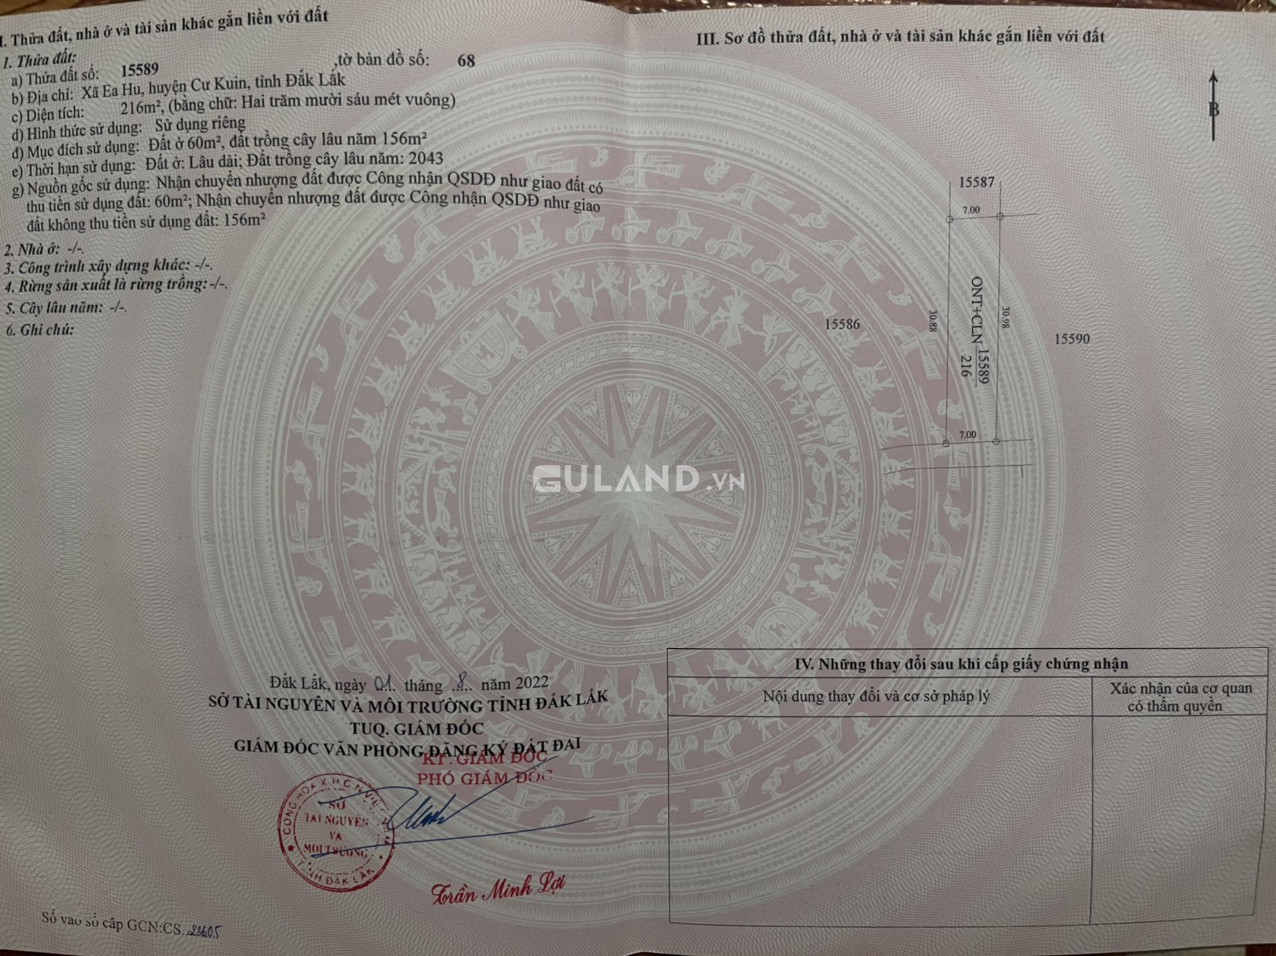 I. Thửa đất, nhà ở và tài sản khác gắn liền với đất
1. Thửa đất:
a) Thửa đất số: 15589 ,tờ bản đồ số: 68
b) Địa chỉ: Xã Ea Hu, huyện Cư Kuin, tỉnh Đắk Lắk
c) Diện tích: 216m², (bằng chữ: Hai trăm mười sáu mét vuông)
d) Hình thức sử dụng: Sử dụng riêng
đ) Mục đích sử dụng: Đất ở 60m², đất trồng cây lâu năm 156m²
e) Thời hạn sử dụng: Đất ở: Lâu dài; Đất trồng cây lâu năm: 2043
g) Nguồn gốc sử dụng: Nhận chuyển nhượng đất được Công nhận QSDĐ như giao đất có
thu tiền sử dụng đất: 60m²; Nhận chuyển nhượng đất được Công nhận QSDĐ như giao
đất không thu tiền sử dụng đất: 156m²
2. Nhà ở: -/-.
3. Công trình xây dựng khác: -/-.
4. Rừng sản xuất là rừng trồng: -/-.
5. Cây lâu năm: -/-.
6. Ghi chú:
Đắk Lắk, ngày 01 tháng 8 năm 2022
SỞ TÀI NGUYÊN VÀ MÔI TRƯỜNG TỈNH ĐẮK LẮK
TUQ. GIÁM ĐỐC
GIÁM ĐỐC VĂN PHÒNG ĐĂNG KÝ ĐẤT ĐAI
KT. GIÁM ĐỐC
PHÓ GIÁM ĐỐC
SỞ
TÀI NGUYÊN
VÀ
MÔI TRƯỜNG
TỈNH ĐẮK LẮK
Trần Minh Lợi
Số vào sổ cấp GCN:CS.
III. Sơ đồ thửa đất, nhà ở và tài sản khác gắn liền với đất
B
15587
7.00
15586
30.88
ONT+CLN 15589
216
30.98
15590
7.00
GULAND.VN
IV. Những thay đổi sau khi cấp giấy chứng nhận
Nội dung thay đổi và cơ sở pháp lý
Xác nhận của cơ quan
có thẩm quyền